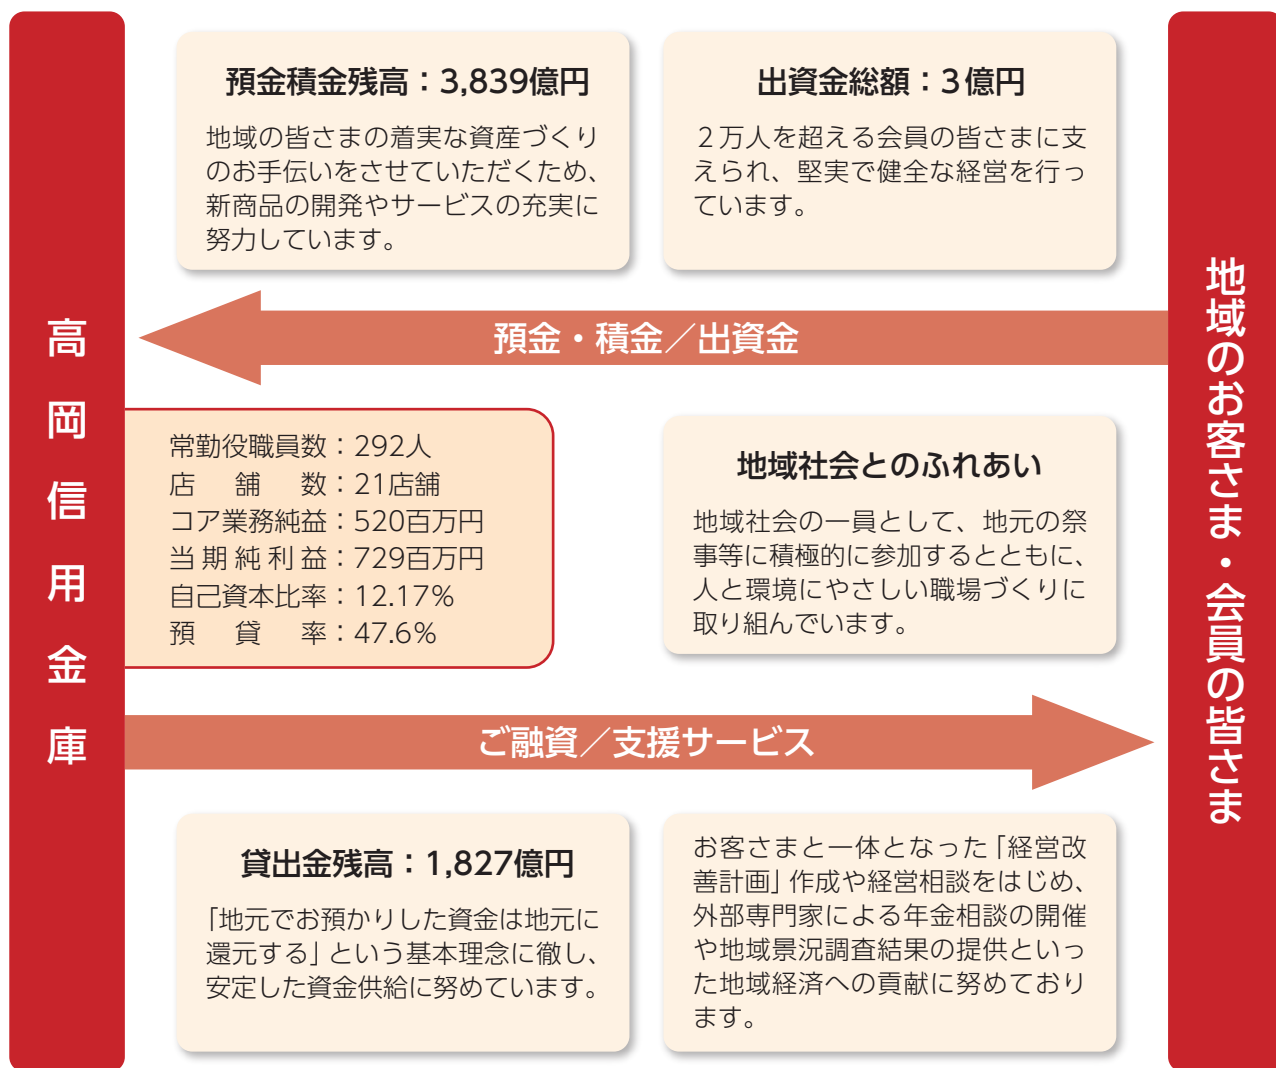 高岡信用金庫
預金積金残高：3,839億円
地域の皆さまの着実な資産づくり
のお手伝いをさせていただくため、
新商品の開発やサービスの充実に
努力しています。
出資金総額：3億円
２万人を超える会員の皆さまに支
えられ、堅実で健全な経営を行っ
ています。
預金・積金／出資金
常勤役職員数：292人
店舗数：21店舗
コア業務純益：520百万円
当期純利益：729百万円
自己資本比率：12.17%
預貸率：47.6%
地域社会とのふれあい
地域社会の一員として、地元の祭
事等に積極的に参加するとともに、
人と環境にやさしい職場づくりに
取り組んでいます。
ご融資／支援サービス
貸出金残高：1,827億円
「地元でお預かりした資金は地元に
還元する」という基本理念に徹し、
安定した資金供給に努めています。
お客さまと一体となった「経営改
善計画」作成や経営相談をはじめ、
外部専門家による年金相談の開催
や地域景況調査結果の提供といっ
た地域経済への貢献に努めており
ます。
地域のお客さま・会員の皆さま